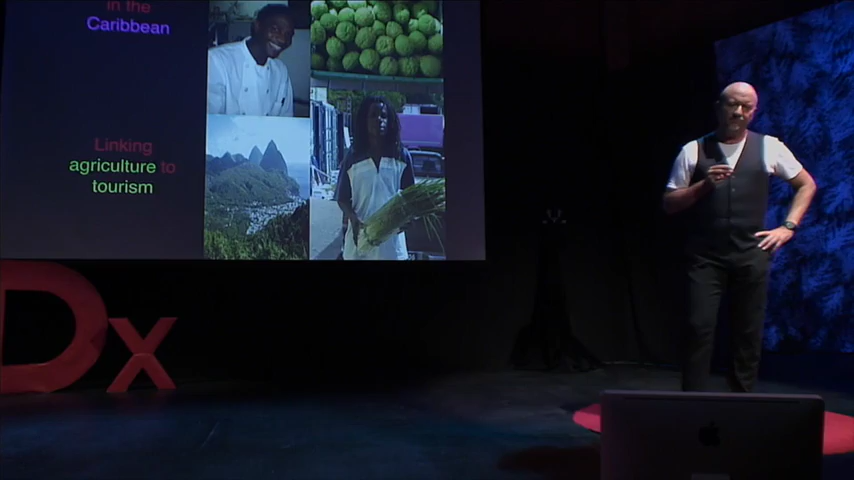 in the
Caribbean
Linking
agriculture to
tourism
Dx